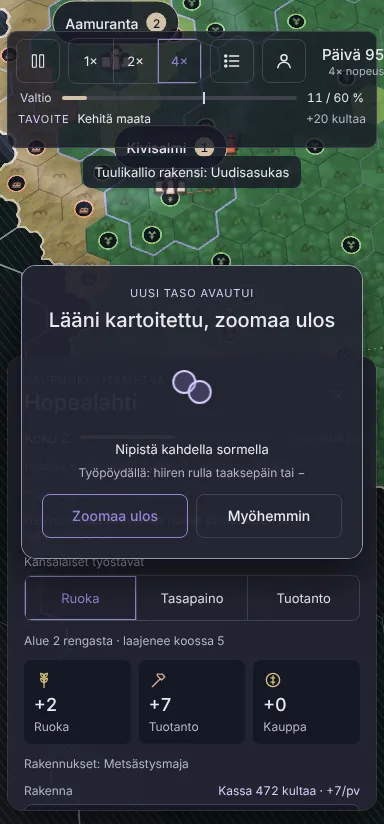 Aamuranta 2
1× 2× 4× Päivä 95
4× nopeus
Valtio 11 / 60 %
TAVOITE Kehitä maata +20 kultaa
Kivisalmi 1
Tuulikallio rakensi: Uudisasukas
UUSI TASO AVAUTUI
Lääni kartoitettu, zoomaa ulos
Hopealahti
Koko 2
Nipistä kahdella sormella
Työpöydällä: hiiren rulla taaksepäin tai −
Zoomaa ulos Myöhemmin
Kansalaiset työstävät
Ruoka Tasapaino Tuotanto
Alue 2 rengasta · laajenee koossa 5
+2 +7 +0
Ruoka Tuotanto Kauppa
Rakennukset: Metsästysmaja
Rakenna Kassa 472 kultaa · +7/pv